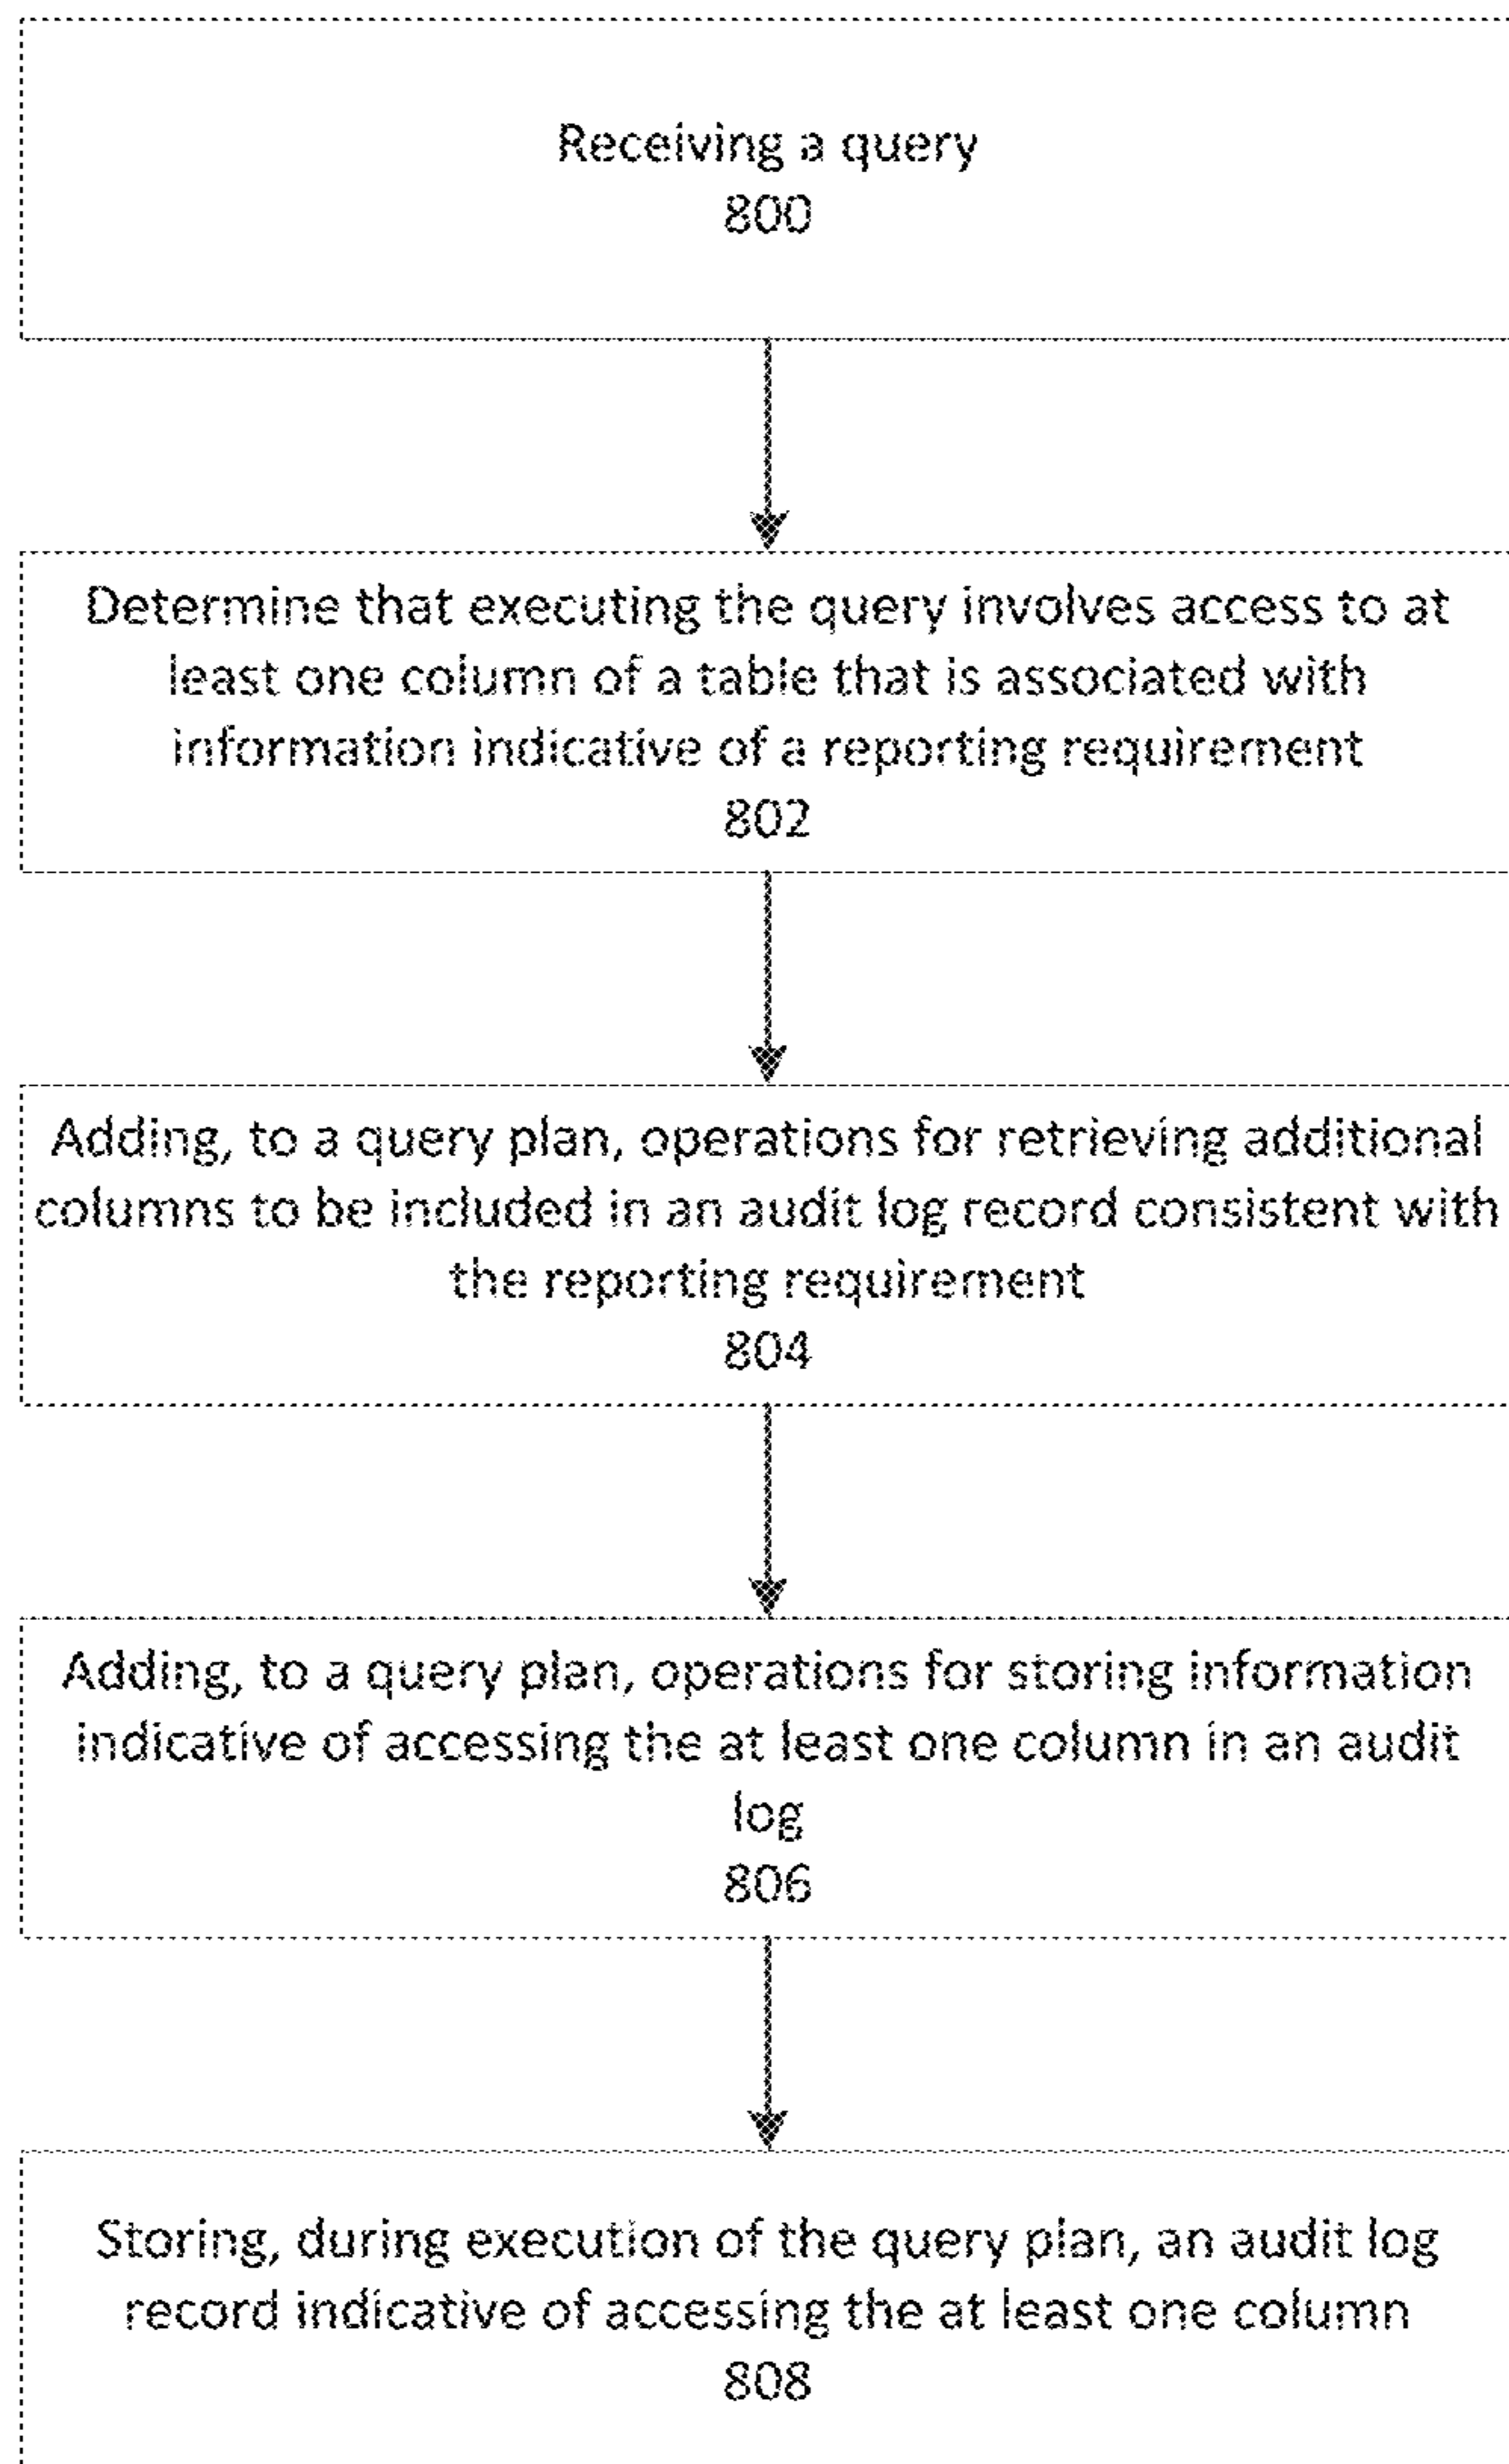 Receiving a query
800
Determine that executing the query involves access to at
least one column of a table that is associated with
information indicative of a reporting requirement
802
Adding, to a query plan, operations for retrieving additional
columns to be included in an audit log record consistent with
the reporting requirement
804
Adding, to a query plan, operations for storing information
indicative of accessing the at least one column in an audit
log
806
Storing, during execution of the query plan, an audit log
record indicative of accessing the at least one column
808